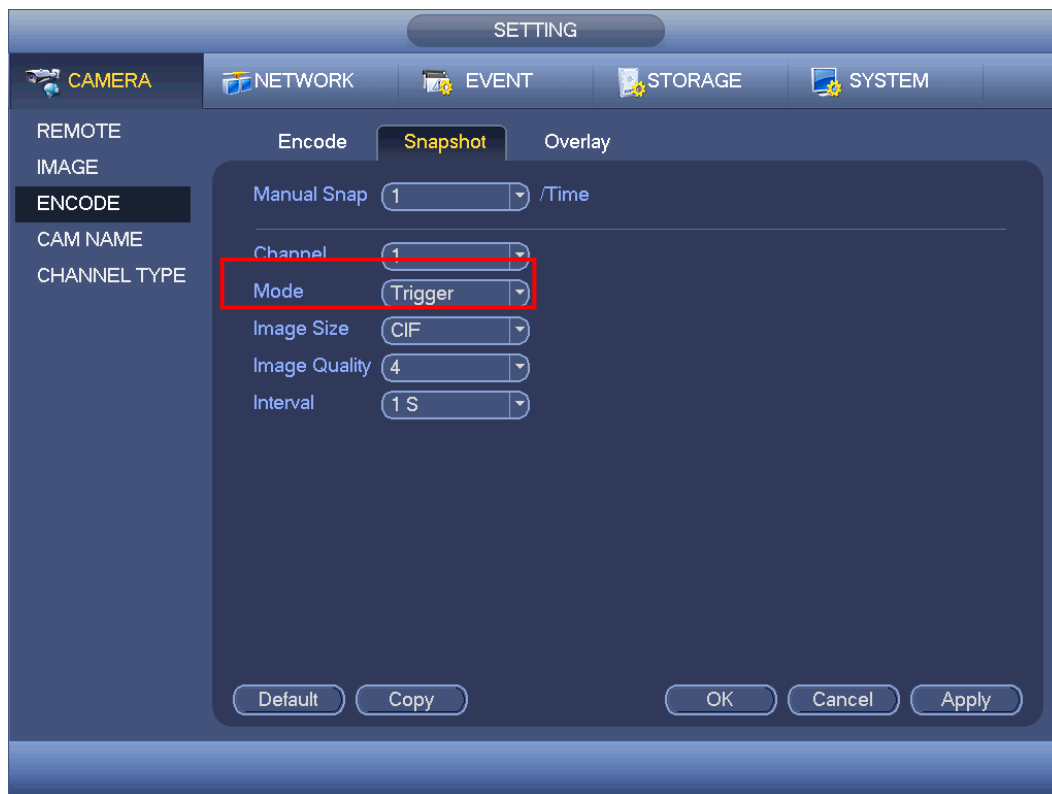 SETTING
CAMERA NETWORK EVENT STORAGE SYSTEM
REMOTE
IMAGE
ENCODE
CAM NAME
CHANNEL TYPE
Encode Snapshot Overlay
Manual Snap 1 /Time
Channel 1
Mode Trigger
Image Size CIF
Image Quality 4
Interval 1 S
Default Copy OK Cancel Apply